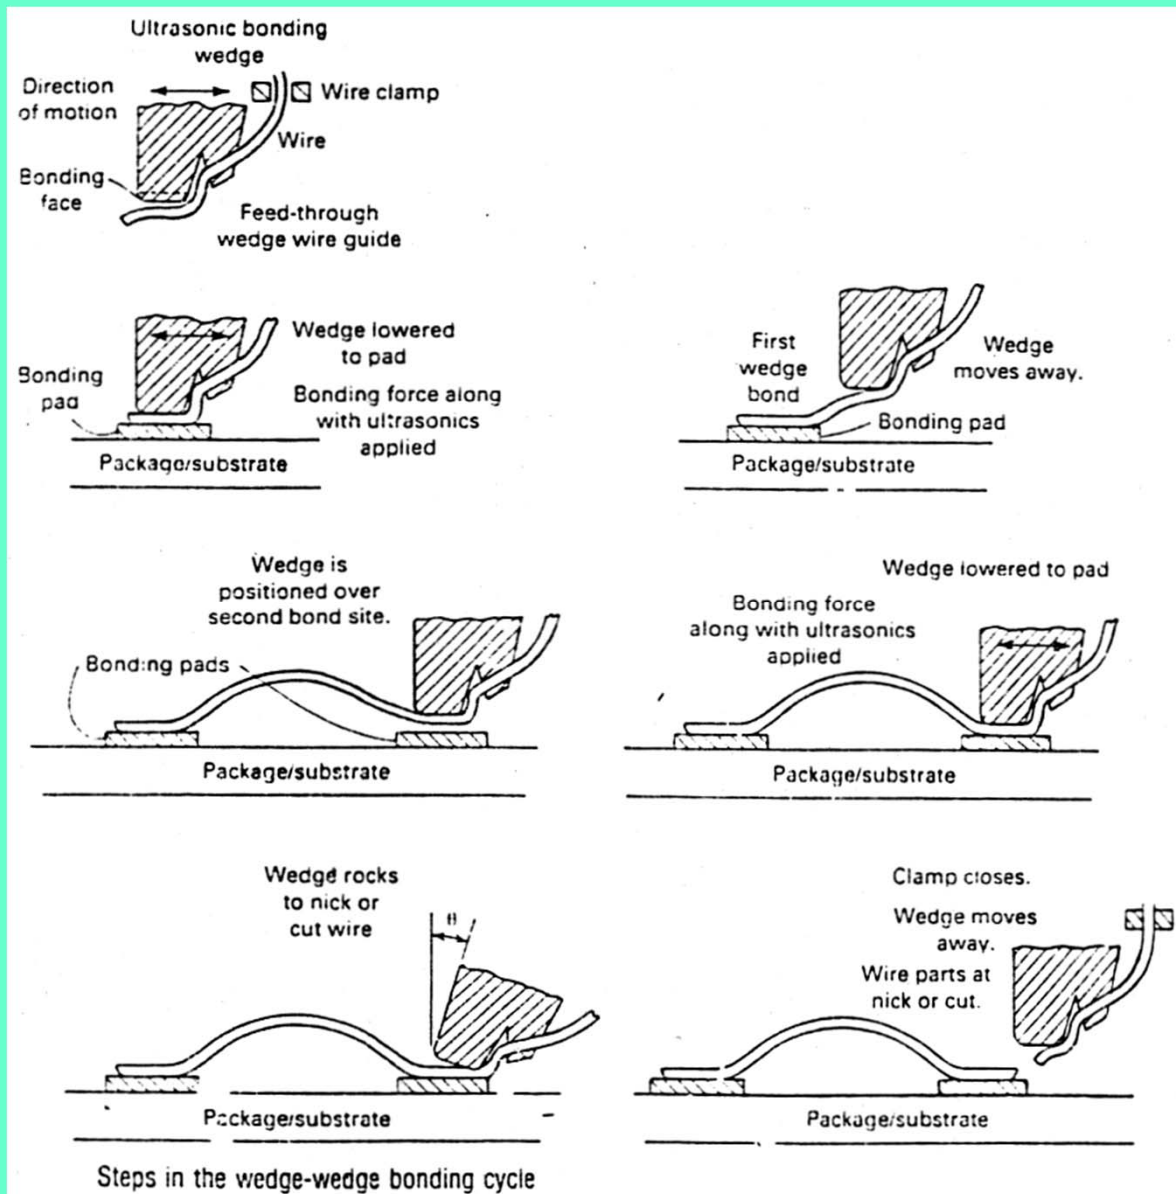 Ultrasonic bonding
wedge
Direction
of motion
Wire clamp
Wire
Bonding
face
Feed-through
wedge wire guide
Wedge lowered
to pad
Bonding
pad
Bonding force along
with ultrasonics
applied
Package/substrate
First
wedge
bond
Wedge
moves away.
Bonding pad
Package/substrate
Wedge is
positioned over
second bond site.
Bonding pads
Package/substrate
Wedge lowered to pad
Bonding force
along with ultrasonics
applied
Package/substrate
Wedge rocks
to nick or
cut wire
θ
Package/substrate
Clamp closes.
Wedge moves
away.
Wire parts at
nick or cut.
Package/substrate
Steps in the wedge-wedge bonding cycle